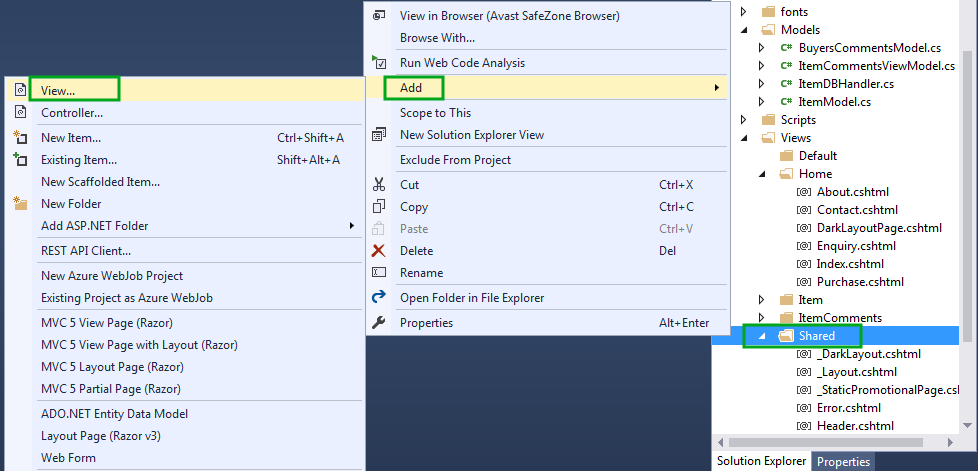 View...
Controller...
New Item... Ctrl+Shift+A
Existing Item... Shift+Alt+A
New Scaffolded Item...
New Folder
Add ASP.NET Folder
REST API Client...
New Azure WebJob Project
Existing Project as Azure WebJob
MVC 5 View Page (Razor)
MVC 5 View Page with Layout (Razor)
MVC 5 Layout Page (Razor)
MVC 5 Partial Page (Razor)
ADO.NET Entity Data Model
Layout Page (Razor v3)
Web Form
View in Browser (Avast SafeZone Browser)
Browse With...
Run Web Code Analysis
Add
Scope to This
New Solution Explorer View
Exclude From Project
Cut Ctrl+X
Copy Ctrl+C
Paste Ctrl+V
Delete Del
Rename
Open Folder in File Explorer
Properties Alt+Enter
fonts
Models
C# BuyersCommentsModel.cs
C# ItemCommentsViewModel.cs
C# ItemDBHandler.cs
C# ItemModel.cs
Scripts
Views
Default
Home
[@] About.cshtml
[@] Contact.cshtml
[@] DarkLayoutPage.cshtml
[@] Enquiry.cshtml
[@] Index.cshtml
[@] Purchase.cshtml
Item
ItemComments
Shared
[@] _DarkLayout.cshtml
[@] _Layout.cshtml
[@] _StaticPromotionalPage.csh
[@] Error.cshtml
[@] Header.cshtml
Solution Explorer Properties